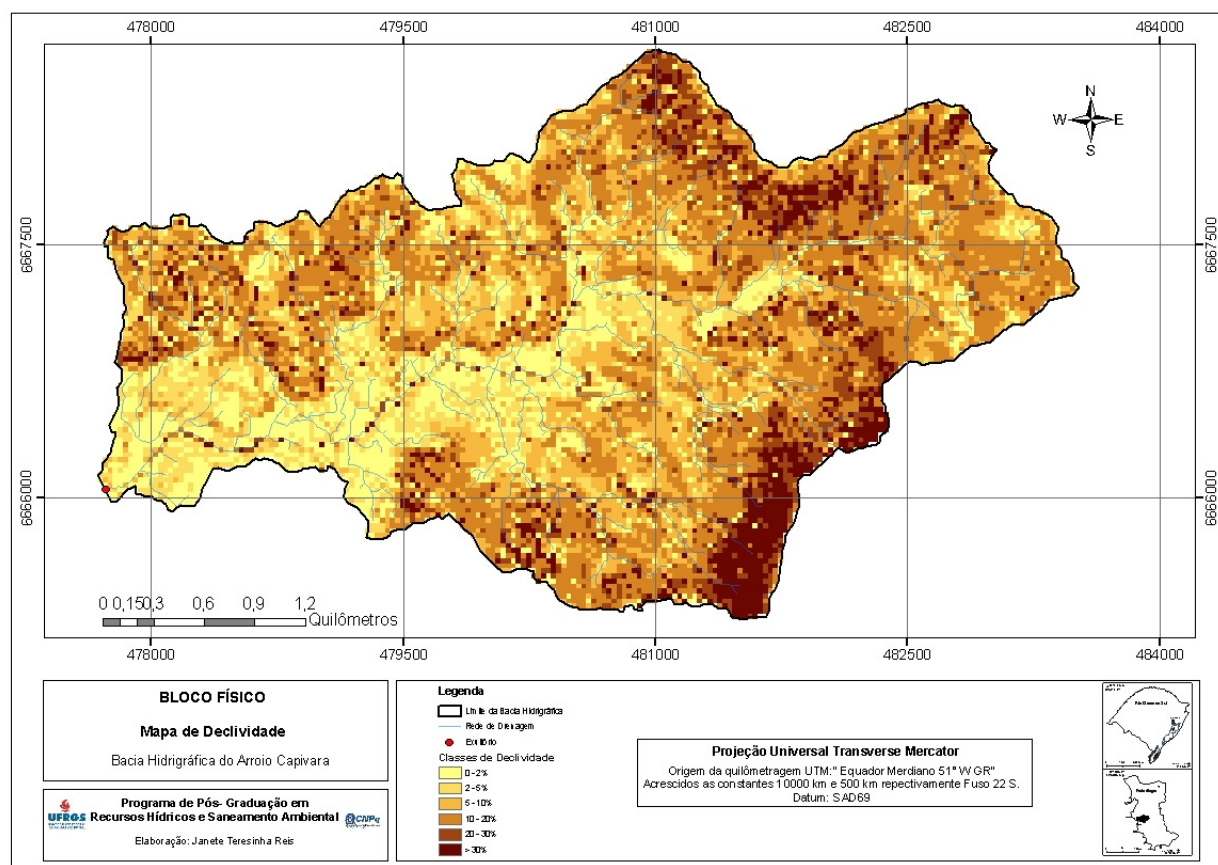 478000 479500 481000 482500 484000
N
W E
S
6667500 6667500
6666000 6666000
0 0,15 0,3 0,6 0,9 1,2
Quilômetros
478000 479500 481000 482500 484000
BLOCO FÍSICO
Mapa de Declividade
Bacia Hidrigráfica do Arroio Capivara
Programa de Pós- Graduação em
Recursos Hídricos e Saneamento Ambiental
UFRGS
CNPq
Elaboração: Janete Teresinha Reis
Legenda
Limite da Bacia Hidrigráfica
Rede de Drenagem
Exutório
Classes de Declividade
0 - 2%
2 - 5%
5 - 10%
10 - 20%
20 - 30%
> 30%
Projeção Universal Transverse Mercator
Origem da quilômetragem UTM:" Equador Merdiano 51° W GR"
Acrescidos as constantes 10000 km e 500 km repectivamente Fuso 22 S.
Datum: SAD69